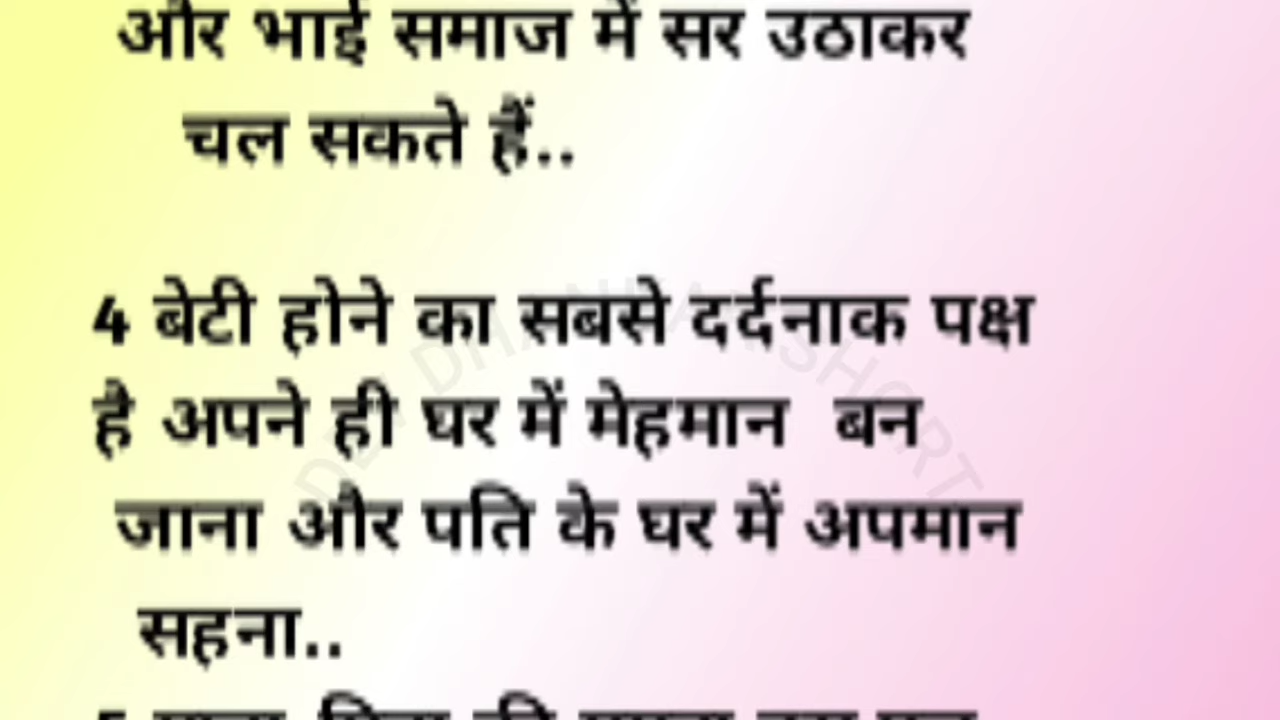 और भाई समाज में सर उठाकर
चल सकते हैं..
4 बेटी होने का सबसे दर्दनाक पक्ष
है अपने ही घर में मेहमान बन
जाना और पति के घर में अपमान
सहना..